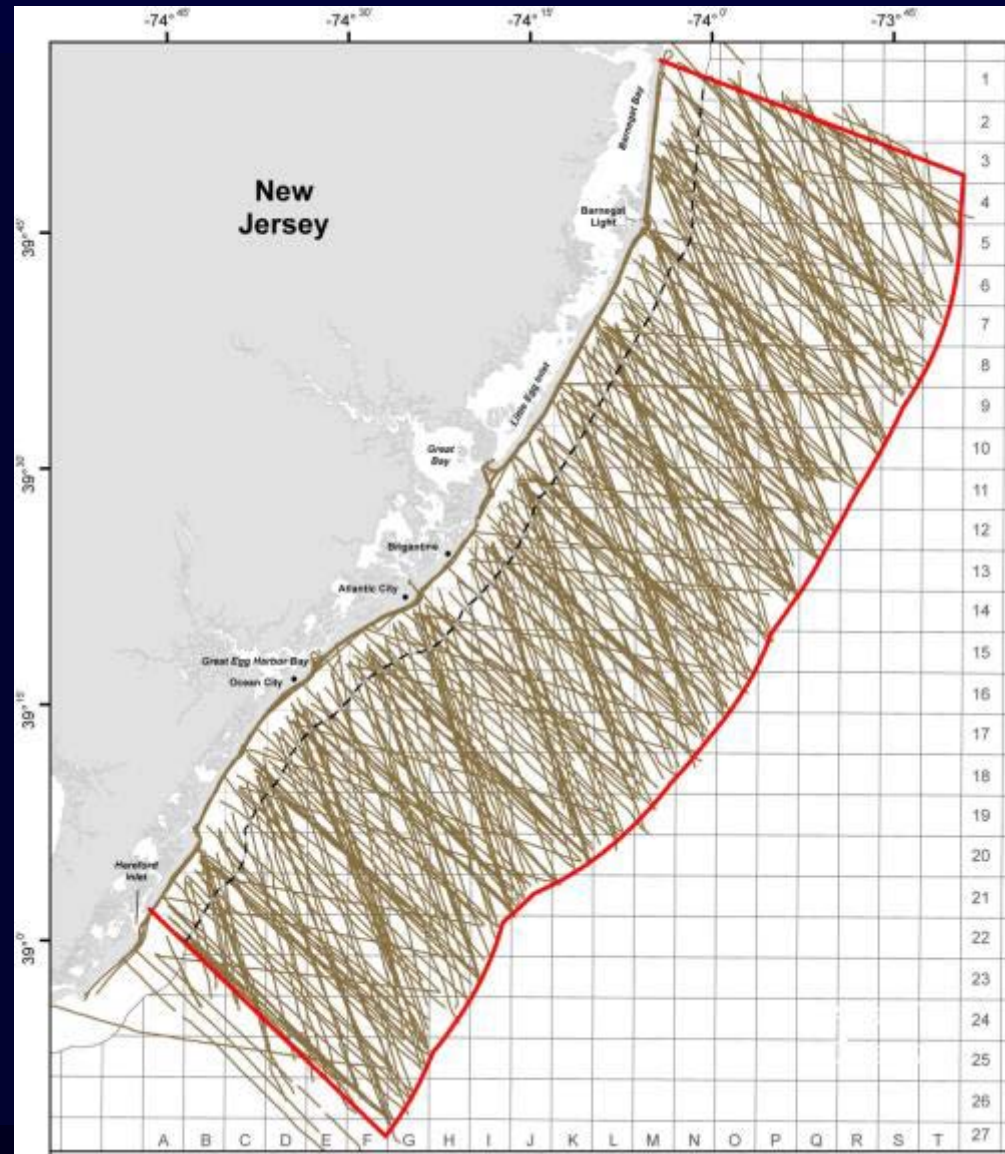 -74° 45'
-74° 30'
-74° 15'
-74° 0'
-73° 45'
Barnegat Bay
New
Jersey
Barnegat
Light
39° 45'
Little Egg Inlet
Great
Bay
39° 30'
Brigantine
Atlantic City
Great Egg Harbor Bay
Ocean City
39° 15'
Hereford
Inlet
39° 0'
1
2
3
4
5
6
7
8
9
10
11
12
13
14
15
16
17
18
19
20
21
22
23
24
25
26
27
A B C D E F G H I J K L M N O P Q R S T